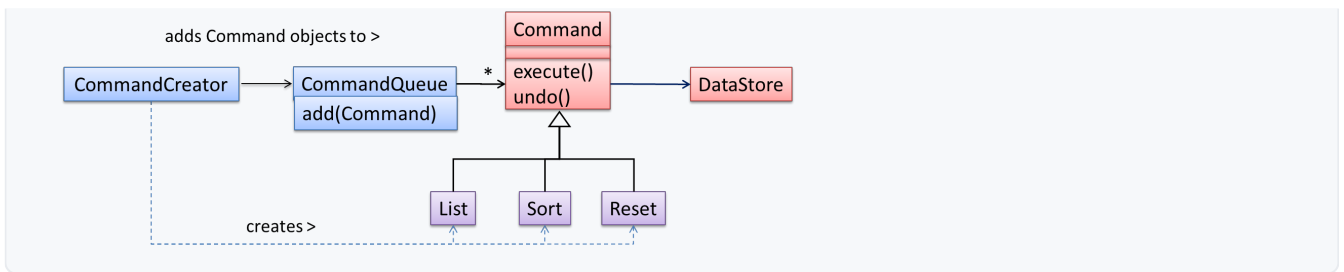 adds Command objects to >
Command
CommandCreator
CommandQueue
*
execute()
undo()
DataStore
add(Command)
List
Sort
Reset
creates >